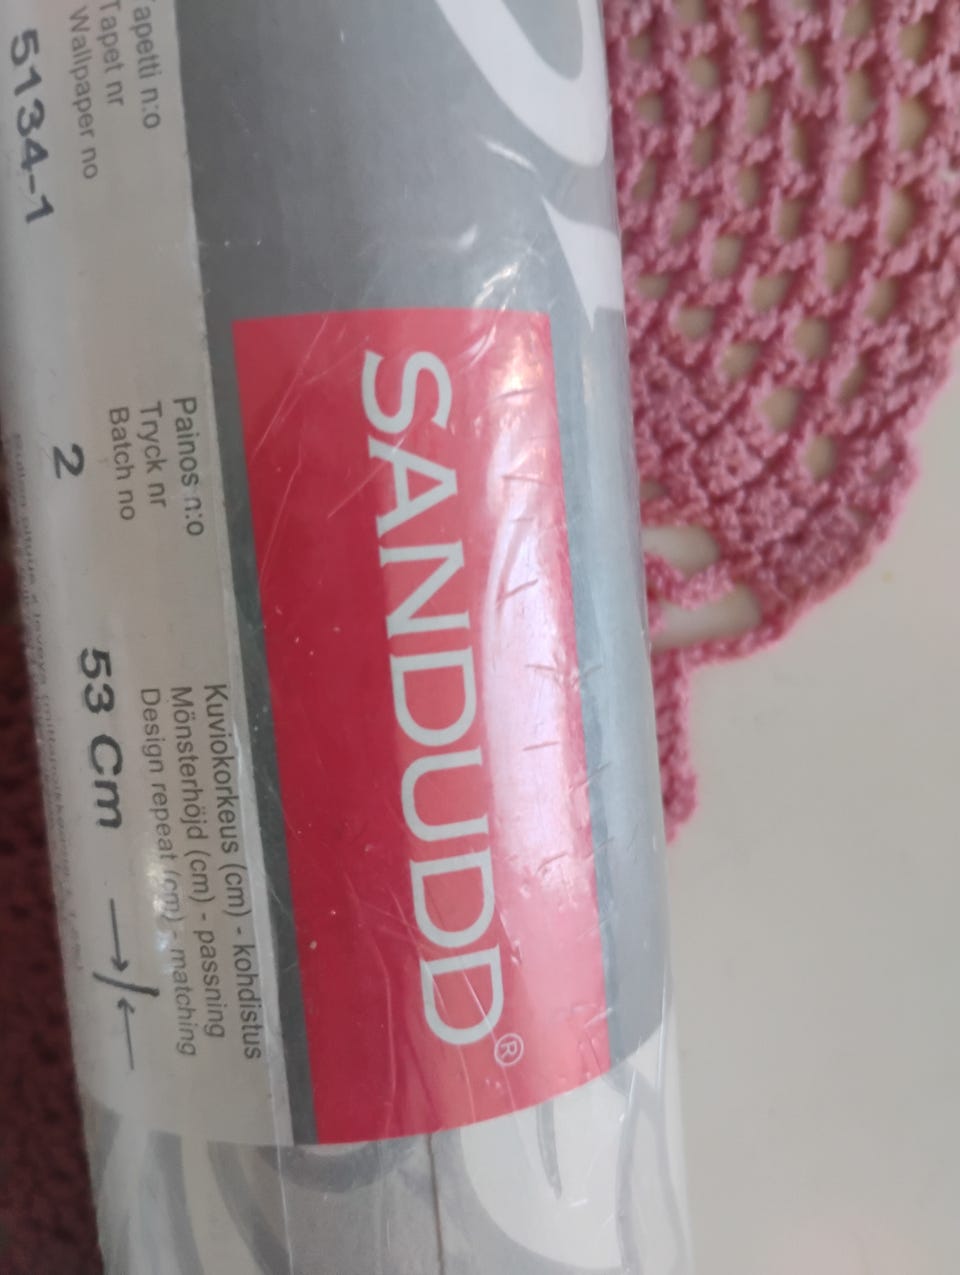 SANDUDD®
Tapet nr
Wallpaper no
5134-1
Painos n:o
Tryck nr
Batch no
2
Kuviokorkeus (cm) - kohdistus
Mönsterhöjd (cm) - passning
Design repeat (cm) - matching
53 Cm →/←